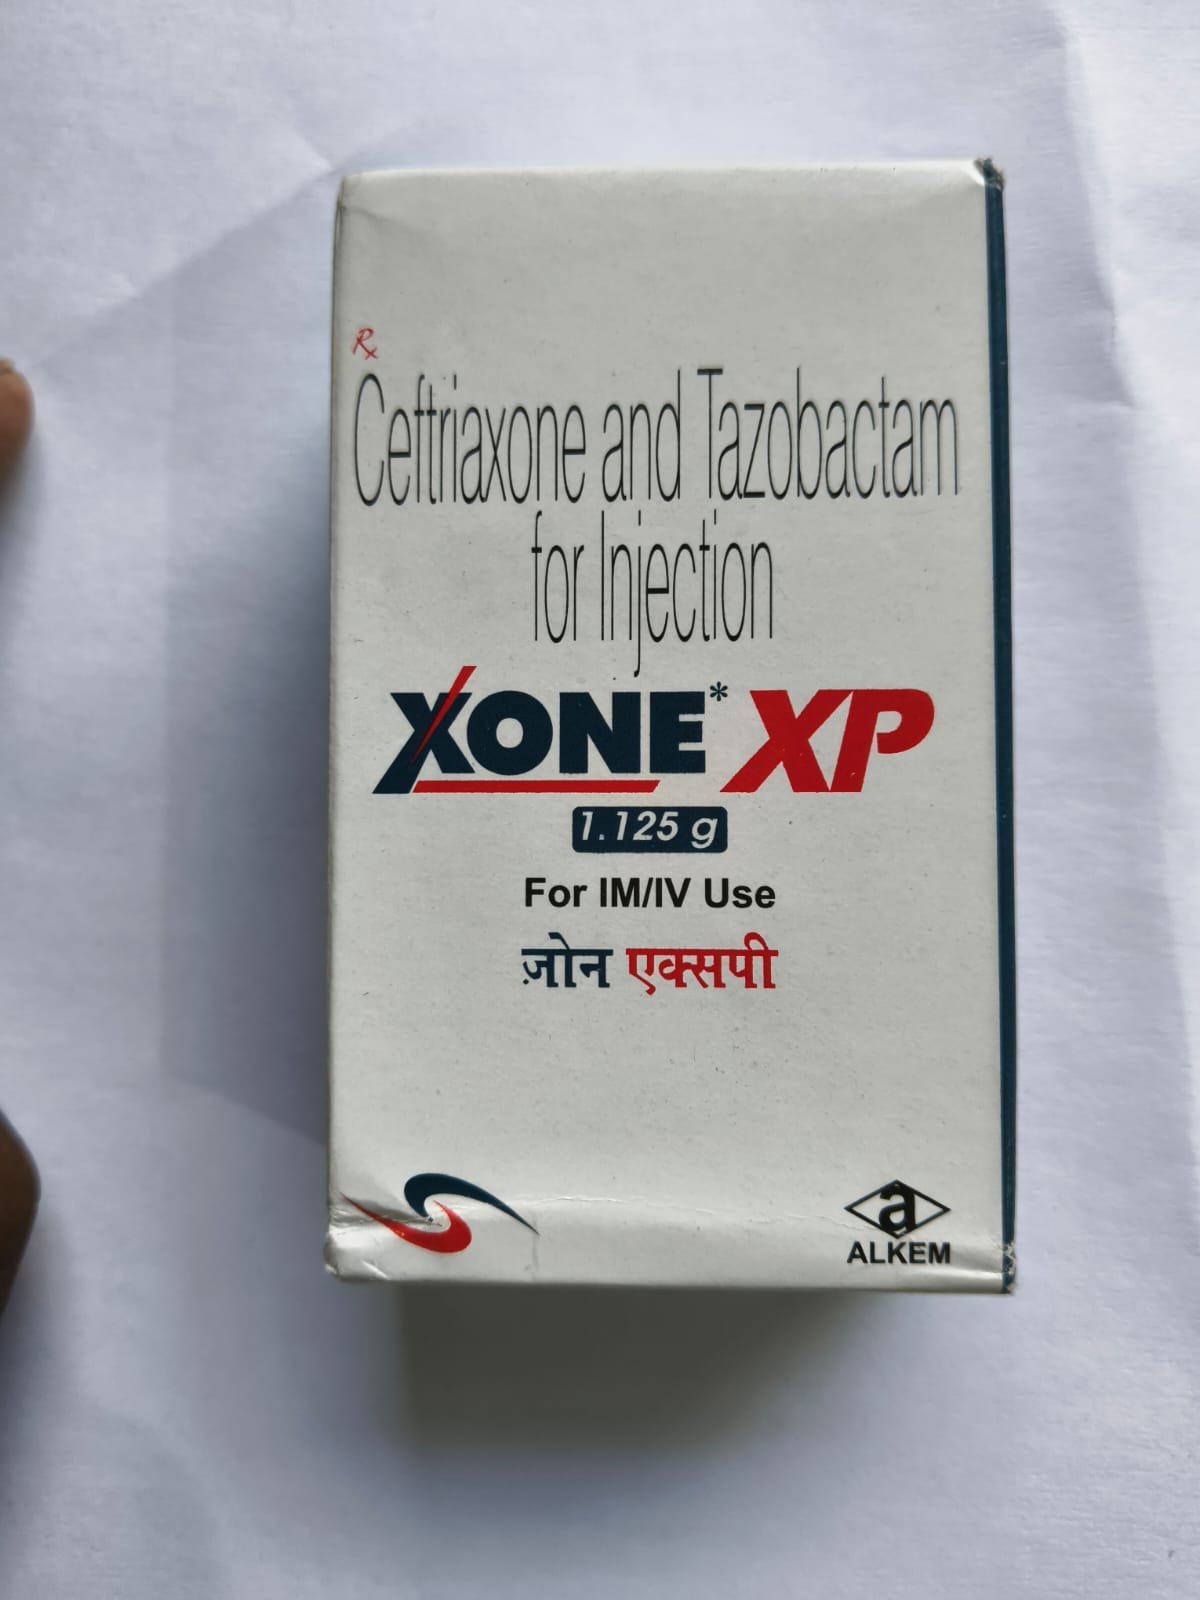 Rx
Ceftriaxone and Tazobactam
for Injection
XONE* XP
1.125 g
For IM/IV Use
ज़ोन एक्सपी
a
ALKEM